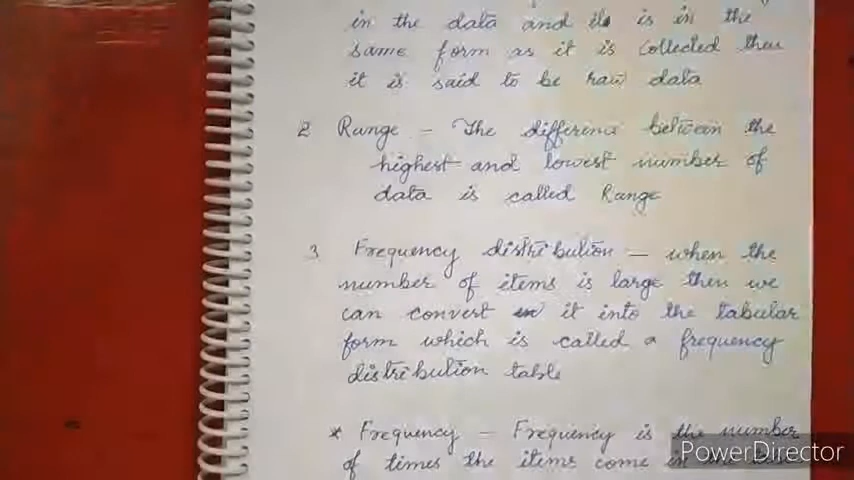 in the data and it is in the
same form as it is collected then
it is said to be raw data
2 Range - The difference between the
highest and lowest number of
data is called Range
3 Frequency distribution - when the
number of items is large then we
can convert it into the tabular
form which is called a frequency
distribution table
* Frequency - Frequency is the number
of times the items come in
PowerDirector